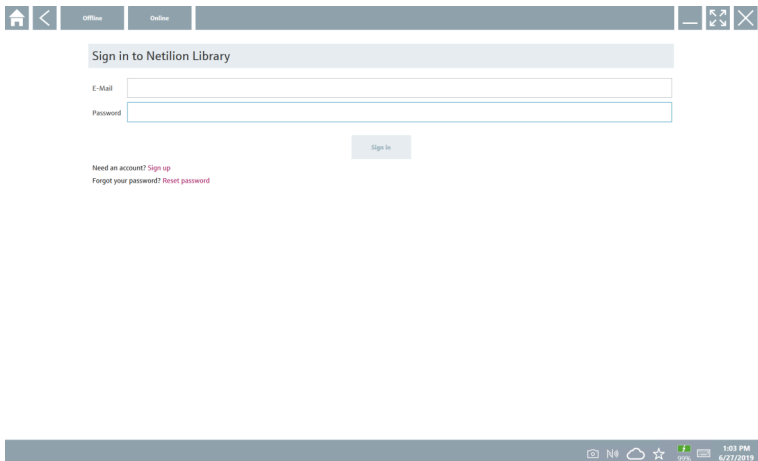 Offline Online
Sign in to Netilion Library
E-Mail
Password
Sign in
Need an account? Sign up
Forgot your password? Reset password
99%
1:03 PM
6/27/2019